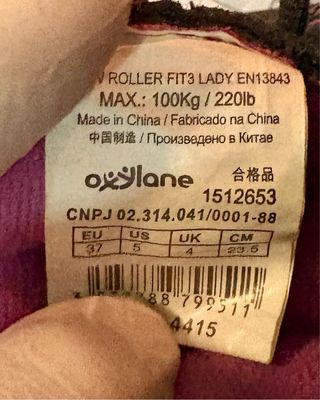 ROLLER FIT3 LADY EN13843
MAX.: 100Kg / 220lb
Made in China / Fabricado na China
中国制造 / Произведено в Китае
合格品
oxylane
1512653
CNPJ 02.314.041/0001-88
EU US UK CM
37 5 4 23.5
88 799511
4415